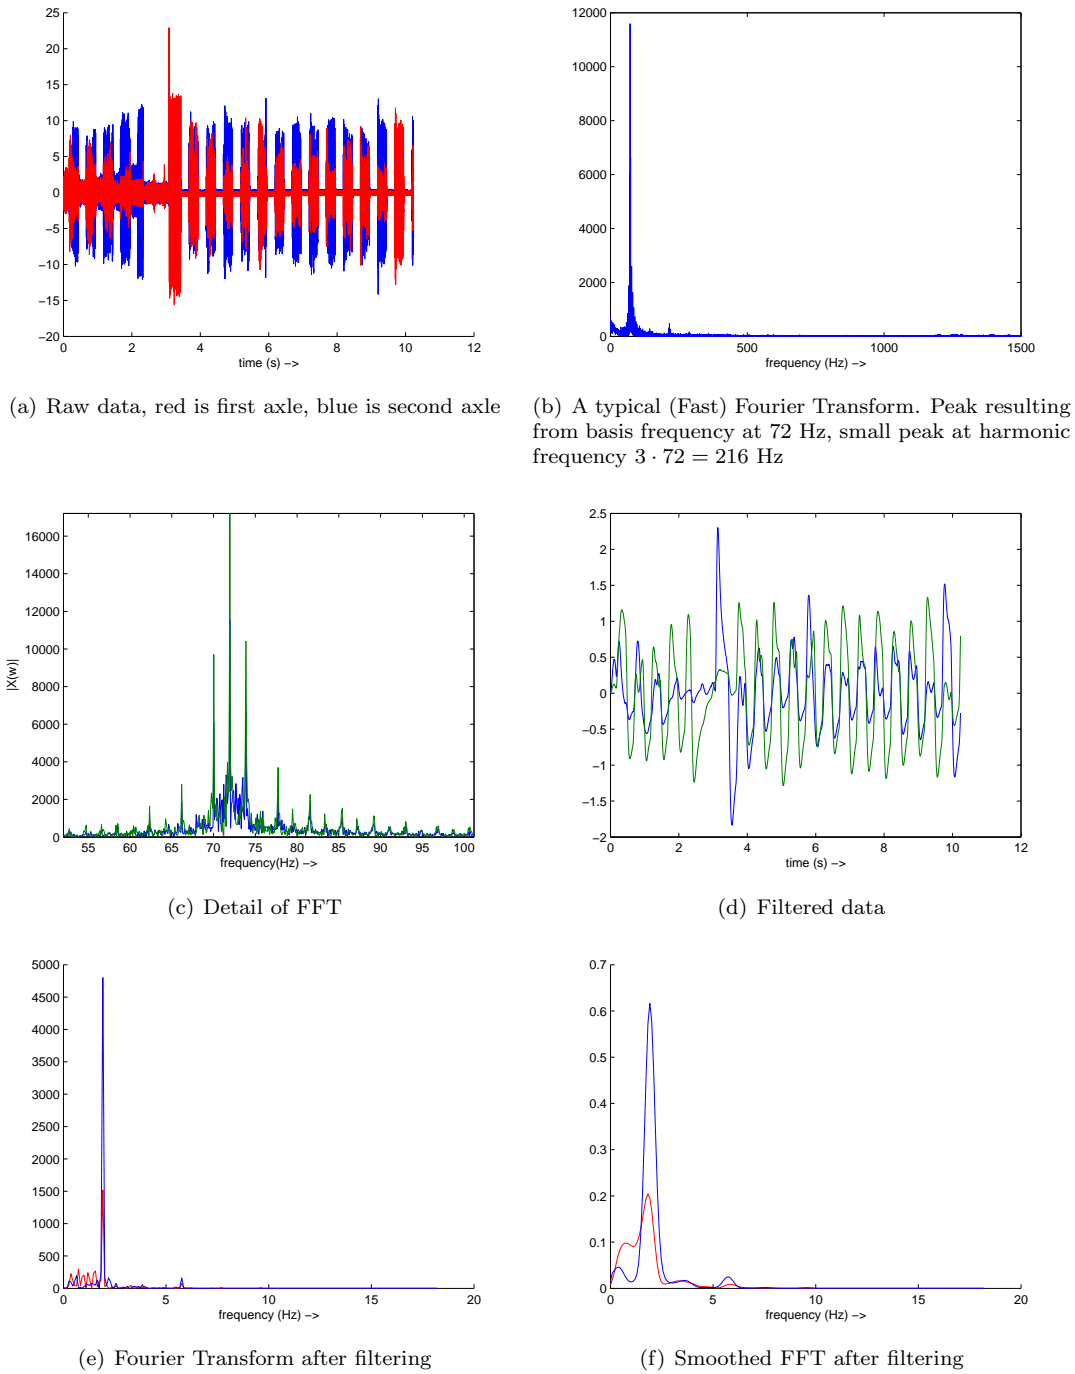 25
20
15
10
5
0
−5
−10
−15
−20
0 2 4 6 8 10 12
time (s) −>
12000
10000
8000
6000
4000
2000
0
0 500 1000 1500
frequency (Hz) −>
(a) Raw data, red is first axle, blue is second axle
(b) A typical (Fast) Fourier Transform. Peak resulting
from basis frequency at 72 Hz, small peak at harmonic
frequency 3 · 72 = 216 Hz
|X(w)|
16000
14000
12000
10000
8000
6000
4000
2000
0
55 60 65 70 75 80 85 90 95 100
frequency(Hz) −>
2.5
2
1.5
1
0.5
0
−0.5
−1
−1.5
−2
0 2 4 6 8 10 12
time (s) −>
(c) Detail of FFT
(d) Filtered data
5000
4500
4000
3500
3000
2500
2000
1500
1000
500
0
0 5 10 15 20
frequency (Hz) −>
0.7
0.6
0.5
0.4
0.3
0.2
0.1
0
0 5 10 15 20
frequency (Hz) −>
(e) Fourier Transform after filtering
(f) Smoothed FFT after filtering